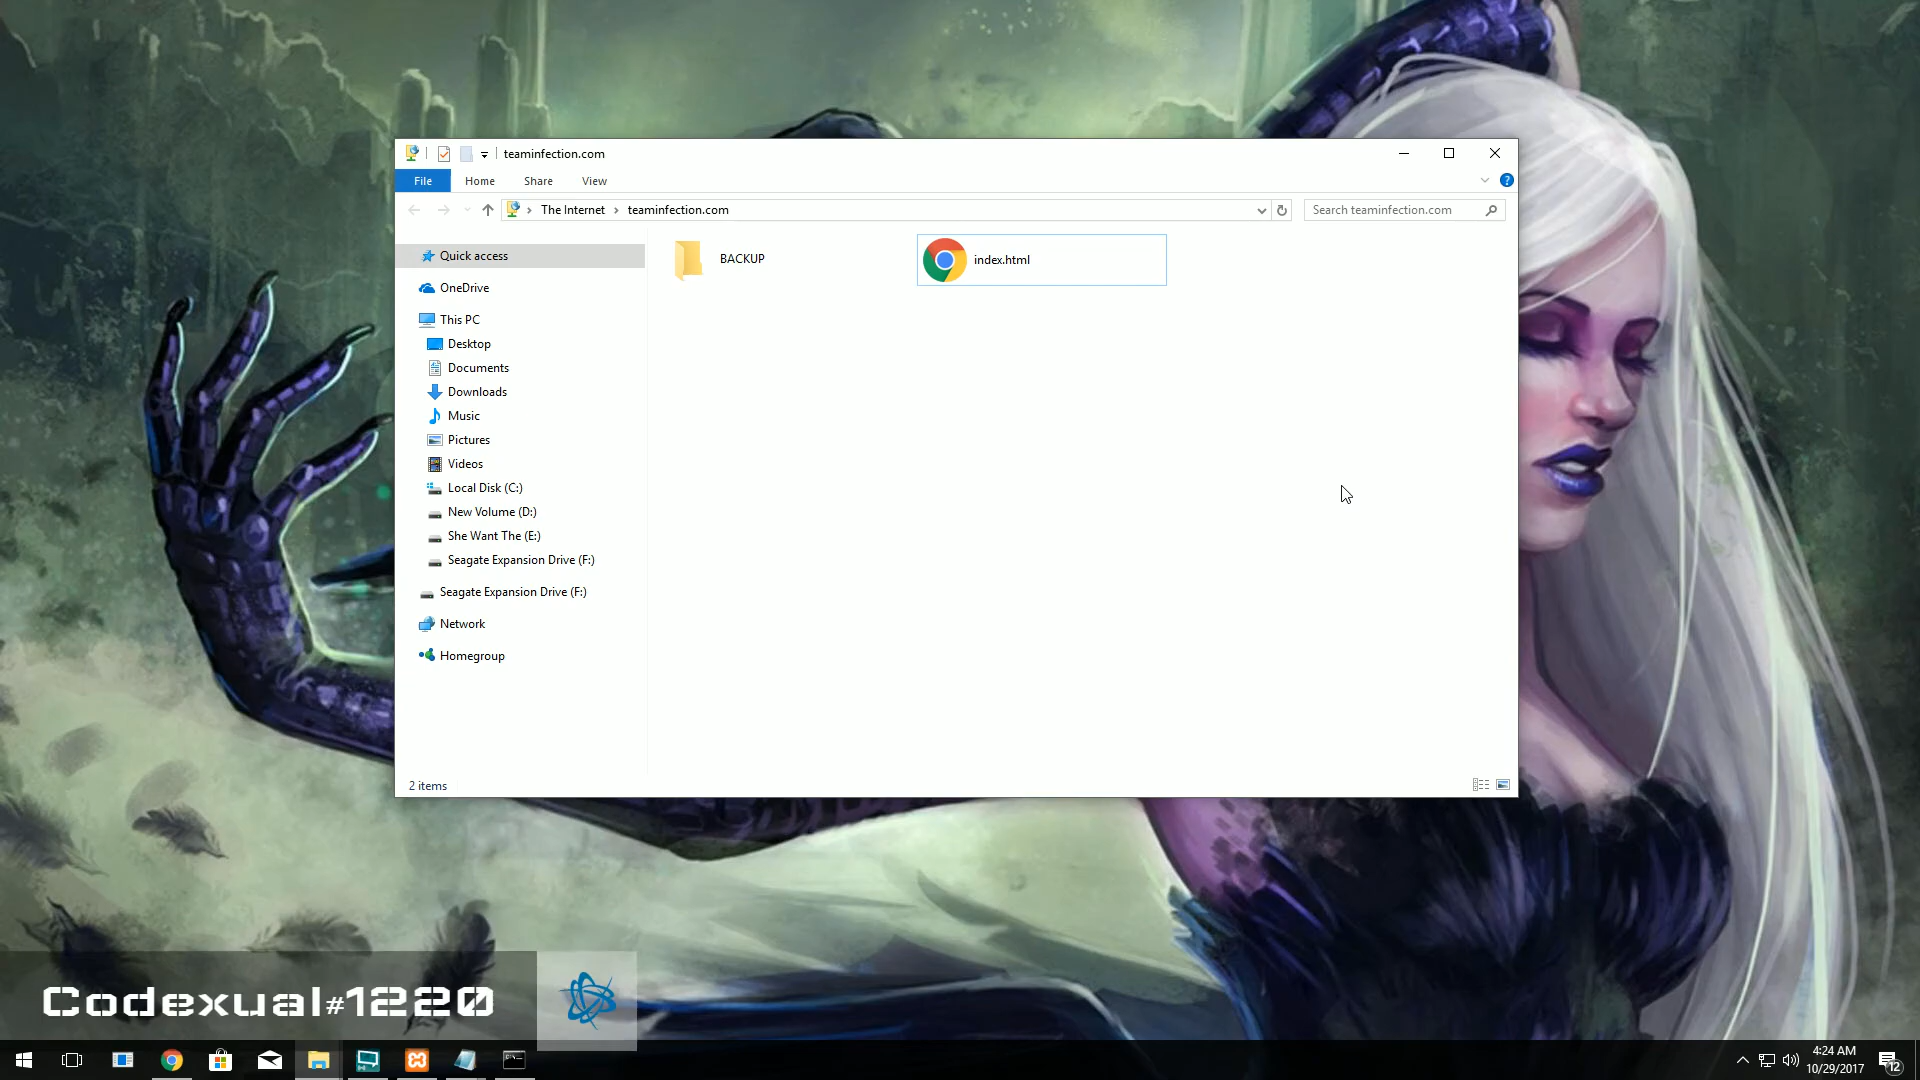 teaminfection.com
File Home Share View
The Internet teaminfection.com
Search teaminfection.com
Quick access
OneDrive
This PC
Desktop
Documents
Downloads
Music
Pictures
Videos
Local Disk (C:)
New Volume (D:)
She Want The (E:)
Seagate Expansion Drive (F:)
Seagate Expansion Drive (F:)
Network
Homegroup
BACKUP
index.html
2 items
Codexual#1220
4:24 AM
10/29/2017
12